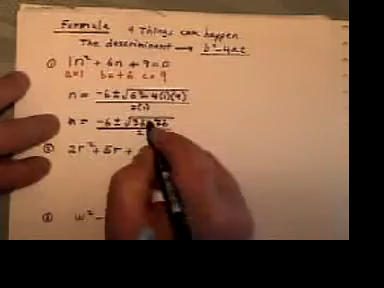 Formula 4 Things can happen
The descriminant → b² - 4ac
① 1n² + 6n + 9 = 0
a=1 b=+6 c=9
n = -6 ± √6² - 4(1)(9)
2(1)
n = -6 ± √36 - 36
2
② 2r² + 5r +
③ w² -